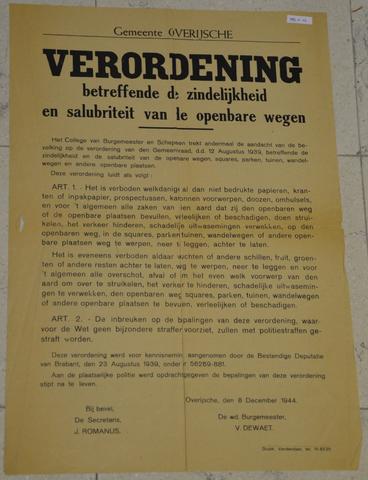 Gemeente OVERIJSCHE
VERORDENING
betreffende de zindelijkheid
en salubriteit van le openbare wegen
Het College van Burgemeester en Schepsen trekt andermaal de aandacht van de be-
volking op de verordening van den Gemeenraad, d.d. 12 Augustus 1939, betreffende de
zindelijkheid en de salubriteit van de openbare wegen, squares, parken, tuinen, wandel-
wegen en andere openbare plaatsen.
Deze verordening luidt als volgt :
ART. 1. - Het is verboden welkdanig al dan niet bedrukte papieren, kran-
ten of inpakpapier, prospectussen, kartonnen voorwerpen, doozen, omhulsels,
en voor 't algemeen alle zaken van zien aard dat zij den openbaren weg
of de openbare plaatsen bevuilen, vrleelijken of beschadigen, doen strui-
kelen, het verkeer hinderen, schadelijke uitwasemingen verwekken, op den
openbaren weg, in de squares, parken tuinen, wandelwegen of andere open-
bare plaatsen weg te werpen, neer te leggen, achter te laten.
Het is eveneens verboden aldaar vuchten of andere schillen, fruit, groen-
ten of andere resten achter te laten, weg te werpen, neer te leggen en voor
't algemeen alle overschot, afval of im het even welk voorwerp van den
aard om over te struikelen, het verkeer te hinderen, schadelijke uitwasemin-
gen te verwekken, den openbaren weg squares, parken, tuinen, wandelwegen
of andere openbare plaatsen te bevuilen, verleelijken of beschadigen.
ART. 2. - De inbreuken op de bepalingen van deze verordening, waar-
voor de Wet geen bijzondere straffen voorziet, zullen met politiestraffen ge-
straft worden.
Deze verordening werd voor kennisneming aangenomen door de Bestendige Deputatie
van Brabant, den 23 Augustus 1939, onder nr 56269-881.
Aan de plaatselijke politie werd opdracht gegeven de bepalingen van deze verordening
stipt na te leven.
Overijsche, den 8 December 1944.
Bij bevel,
De Secretaris,
J. ROMANUS.
De wd. Burgemeester,
V. DEWAET.